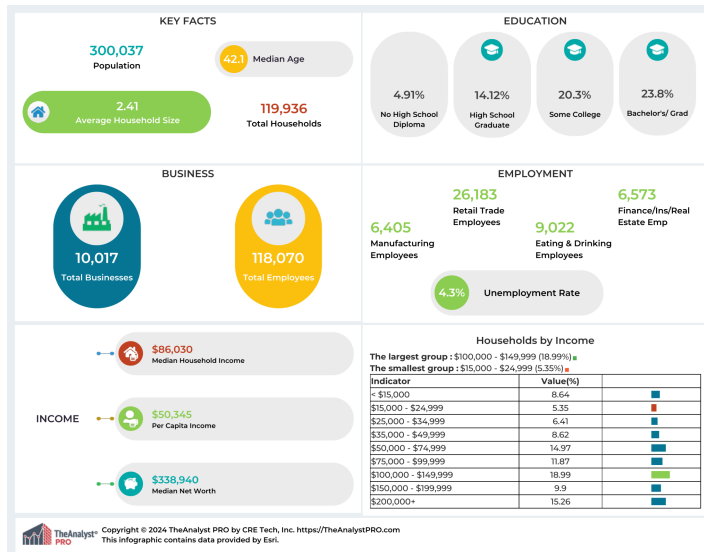 KEY FACTS
300,037
Population
42.1 Median Age
2.41
Average Household Size
119,936
Total Households
EDUCATION
4.91%
No High School
Diploma
14.12%
High School
Graduate
20.3%
Some College
23.8%
Bachelor's/ Grad
BUSINESS
10,017
Total Businesses
118,070
Total Employees
EMPLOYMENT
6,405
Manufacturing
Employees
26,183
Retail Trade
Employees
9,022
Eating & Drinking
Employees
6,573
Finance/Ins/Real
Estate Emp
4.3% Unemployment Rate
INCOME
$86,030
Median Household Income
$50,345
Per Capita Income
$338,940
Median Net Worth
Households by Income
The largest group : $100,000 - $149,999 (18.99%)
The smallest group : $15,000 - $24,999 (5.35%)
Indicator Value(%)
< $15,000 8.64
$15,000 - $24,999 5.35
$25,000 - $34,999 6.41
$35,000 - $49,999 8.62
$50,000 - $74,999 14.97
$75,000 - $99,999 11.87
$100,000 - $149,999 18.99
$150,000 - $199,999 9.9
$200,000+ 15.26
TheAnalyst®
PRO
Copyright © 2024 TheAnalyst PRO by CRE Tech, Inc. https://TheAnalystPRO.com
This infographic contains data provided by Esri.